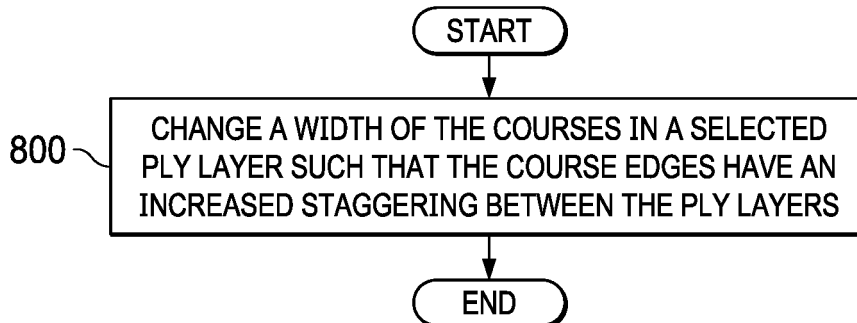 START
800
CHANGE A WIDTH OF THE COURSES IN A SELECTED
PLY LAYER SUCH THAT THE COURSE EDGES HAVE AN
INCREASED STAGGERING BETWEEN THE PLY LAYERS
END